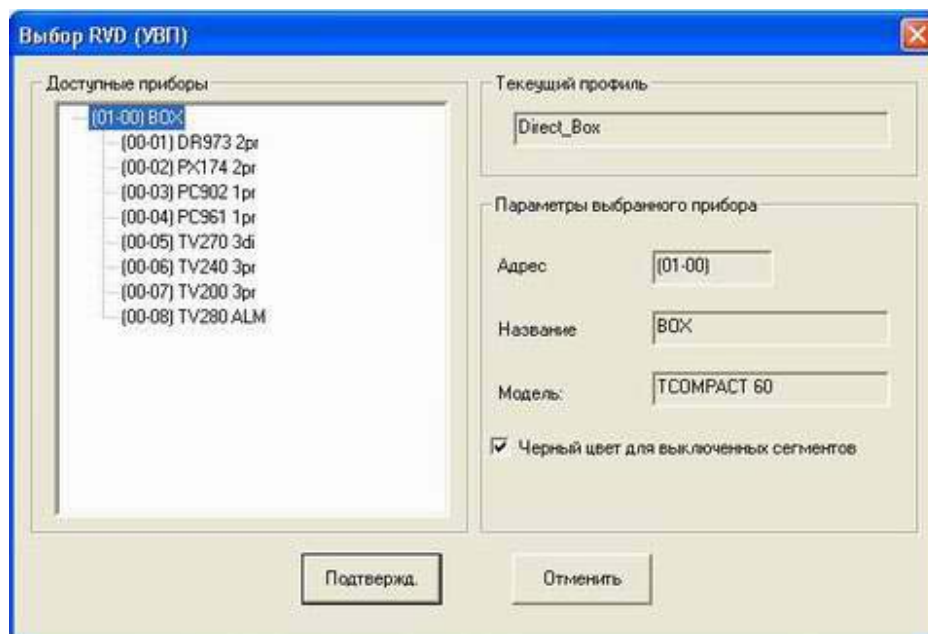 Выбор RVD (УВП)
Доступные приборы
(01-00) BOX
(00-01) DR973 2pr
(00-02) PX174 2pr
(00-03) PC902 1pr
(00-04) PC961 1pr
(00-05) TV270 3di
(00-06) TV240 3pr
(00-07) TV200 3pr
(00-08) TV280 ALM
Текущий профиль
Direct_Box
Параметры выбранного прибора
Адрес (01-00)
Название BOX
Модель: TCOMPACT 60
Черный цвет для выключенных сегментов
Подтвержд. Отменить